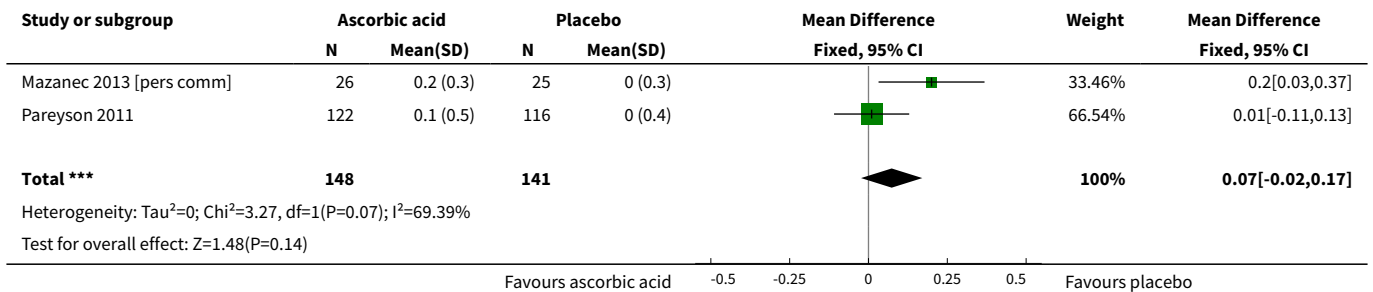 Study or subgroup Ascorbic acid Placebo Mean Difference Weight Mean Difference
N Mean(SD) N Mean(SD) Fixed, 95% CI Fixed, 95% CI
Mazanec 2013 [pers comm] 26 0.2 (0.3) 25 0 (0.3) 33.46% 0.2[0.03,0.37]
Pareyson 2011 122 0.1 (0.5) 116 0 (0.4) 66.54% 0.01[-0.11,0.13]
Total *** 148 141 100% 0.07[-0.02,0.17]
Heterogeneity: Tau²=0; Chi²=3.27, df=1(P=0.07); I²=69.39%
Test for overall effect: Z=1.48(P=0.14)
Favours ascorbic acid -0.5 -0.25 0 0.25 0.5 Favours placebo